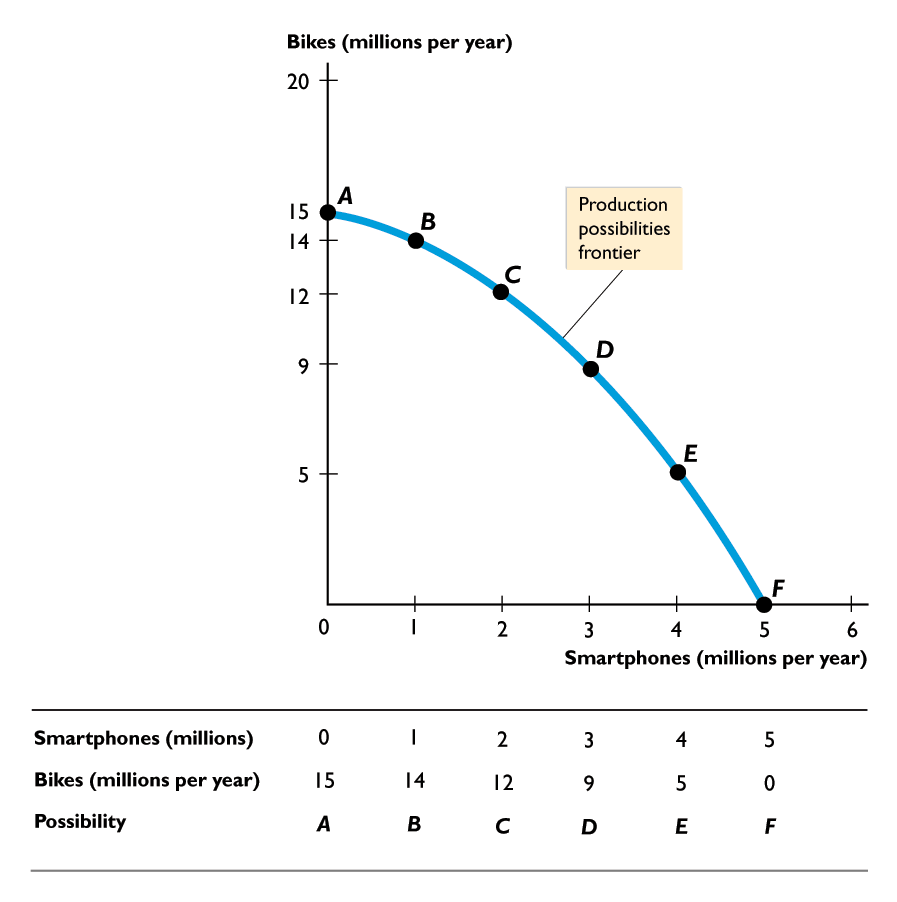 Bikes (millions per year)
20
15
14
12
9
5
A
B
C
D
E
F
Production
possibilities
frontier
0 1 2 3 4 5 6
Smartphones (millions per year)
Smartphones (millions) 0 1 2 3 4 5
Bikes (millions per year) 15 14 12 9 5 0
Possibility A B C D E F